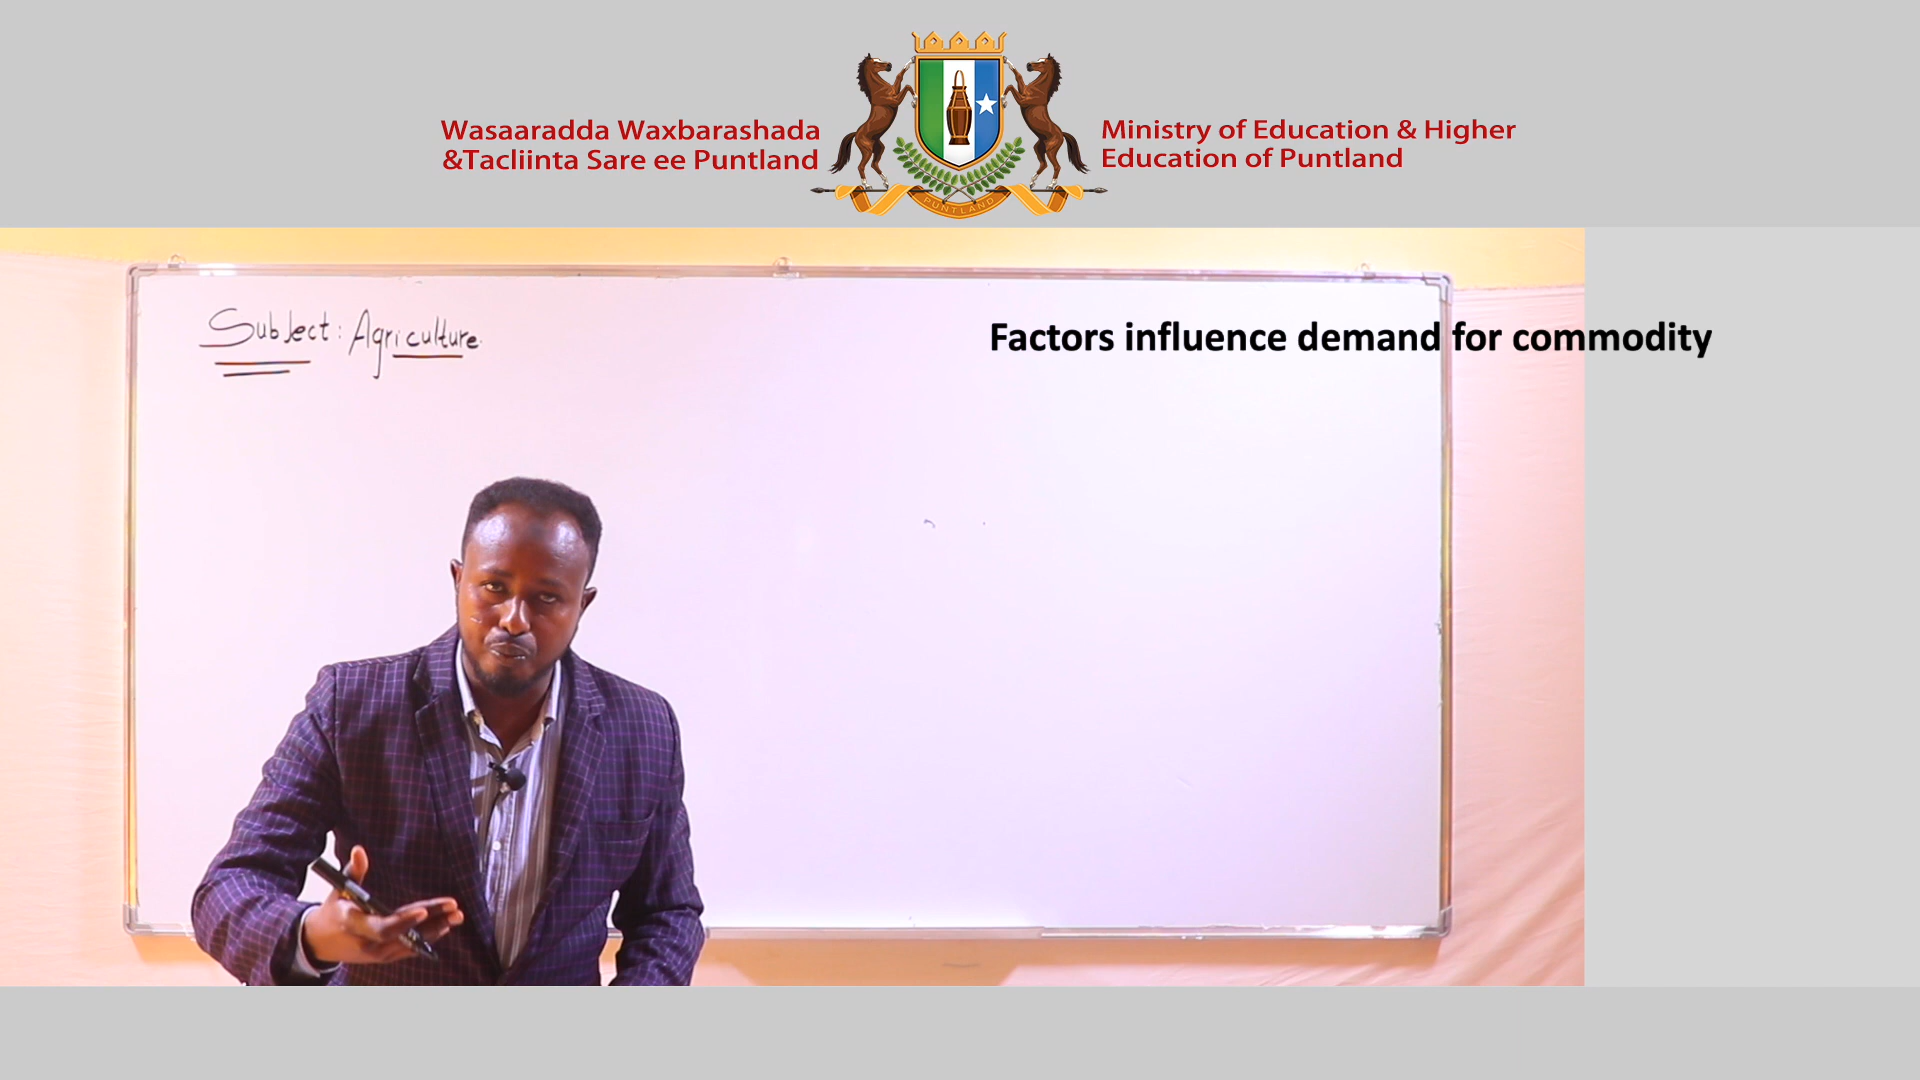 Wasaaradda Waxbarashada
&Tacliinta Sare ee Puntland
PUNTLAND
Ministry of Education & Higher
Education of Puntland
Subject: Agriculture.
Factors influence demand for commodity